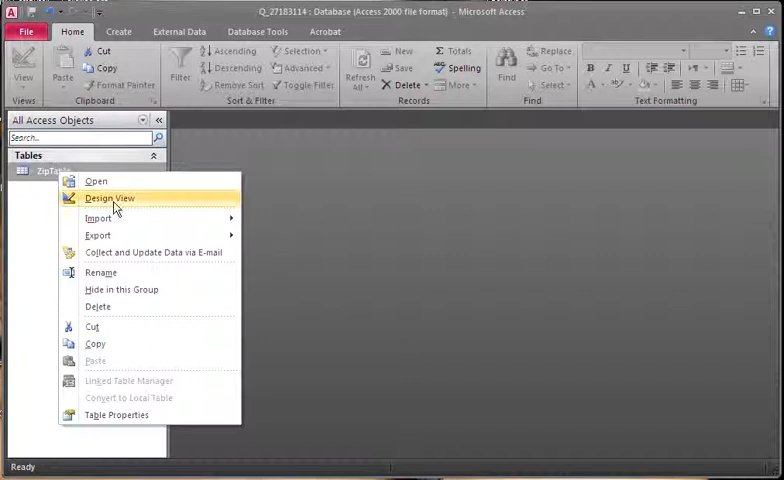 Q_27183114 : Database (Access 2000 file format) - Microsoft Access
File Home Create External Data Database Tools Acrobat
View
Views
Paste
Cut
Copy
Format Painter
Clipboard
Filter
Ascending
Descending
Remove Sort
Selection
Advanced
Toggle Filter
Sort & Filter
Refresh
All
New
Save
Delete
Totals
Spelling
More
Records
Find
Replace
Go To
Select
Find
B I U
A
Text Formatting
All Access Objects
Search...
Tables
ZipTable
Open
Design View
Import
Export
Collect and Update Data via E-mail
Rename
Hide in this Group
Delete
Cut
Copy
Paste
Linked Table Manager
Convert to Local Table
Table Properties
Ready